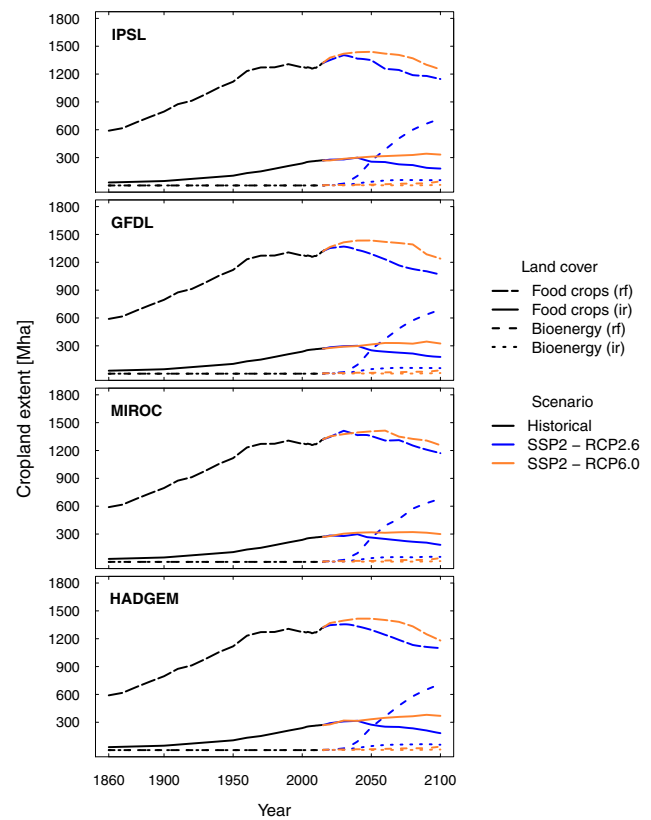 Cropland extent [Mha]
IPSL
1800
1500
1200
900
600
300
GFDL
1800
1500
1200
900
600
300
MIROC
1800
1500
1200
900
600
300
HADGEM
1800
1500
1200
900
600
300
1860 1900 1950 2000 2050 2100
Year
Land cover
Food crops (rf)
Food crops (ir)
Bioenergy (rf)
Bioenergy (ir)
Scenario
Historical
SSP2 − RCP2.6
SSP2 − RCP6.0